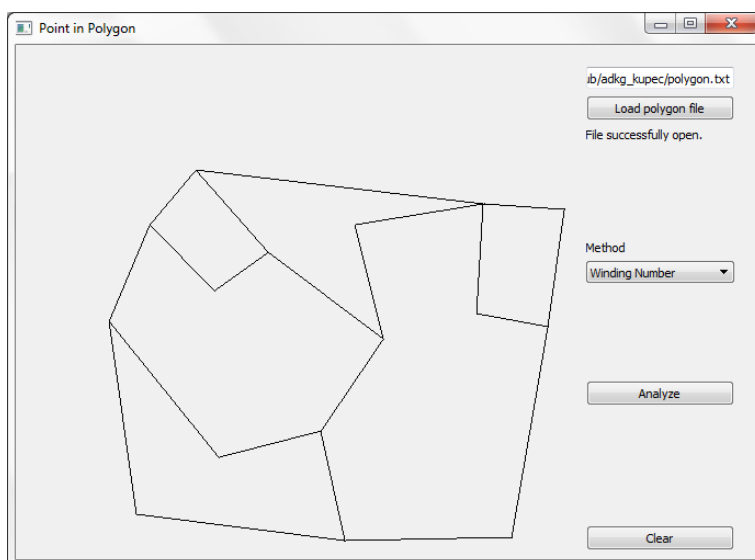 Point in Polygon
ub/adkg_kupec/polygon.txt
Load polygon file
File successfully open.
Method
Winding Number
Analyze
Clear